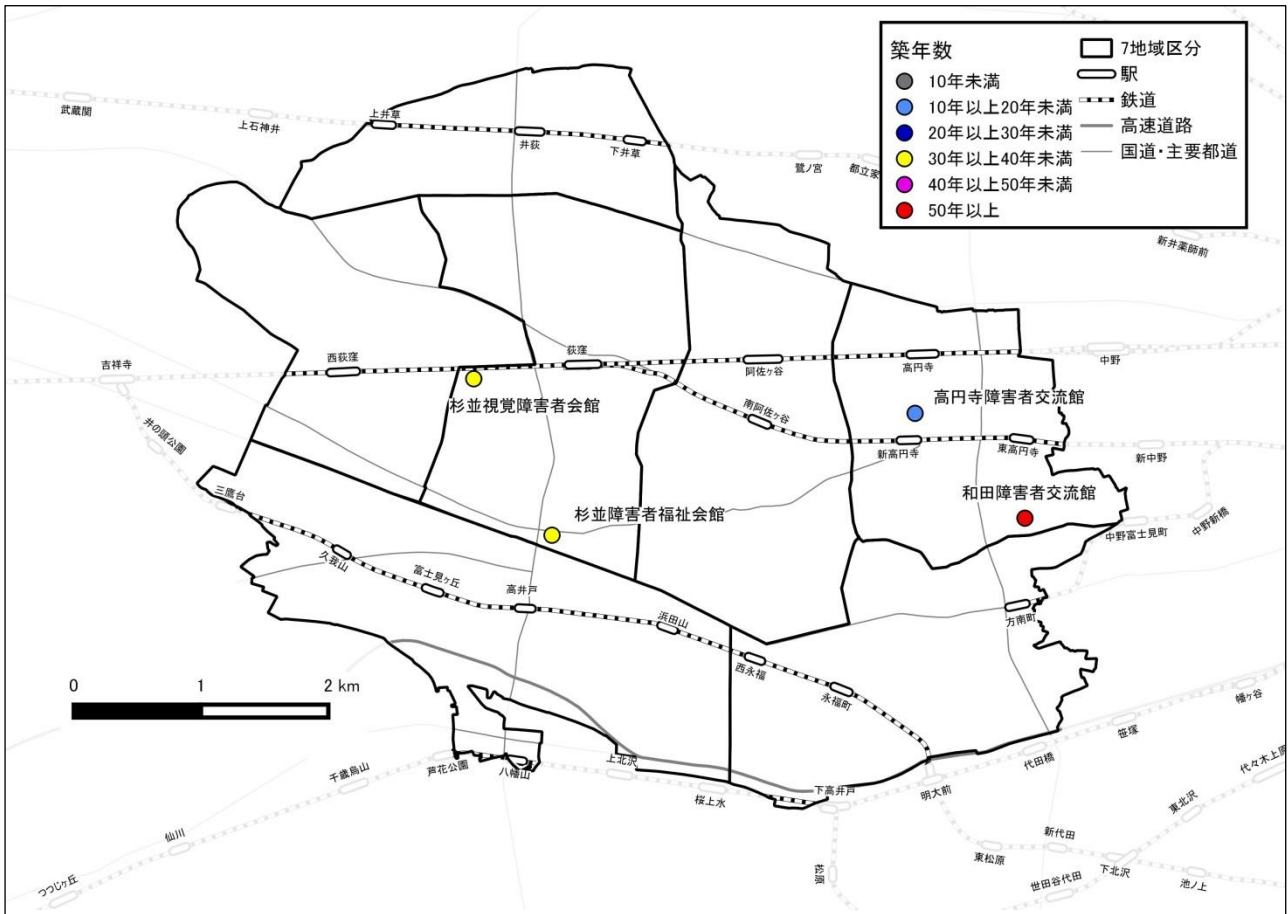 築年数
10年未満
10年以上20年未満
20年以上30年未満
30年以上40年未満
40年以上50年未満
50年以上
7地域区分
駅
鉄道
高速道路
国道・主要都道
武蔵関
上石神井
上井草
井荻
下井草
鷺ノ宮
都立家
新井薬師前
吉祥寺
西荻窪
荻窪
阿佐ヶ谷
高円寺
中野
杉並視覚障害者会館
高円寺障害者交流館
井の頭公園
南阿佐ヶ谷
新高円寺
東高円寺
新中野
三鷹台
和田障害者交流館
杉並障害者福祉会館
中野富士見町
中野新橋
久我山
富士見ヶ丘
高井戸
浜田山
方南町
西永福
永福町
0 1 2 km
幡ヶ谷
笹塚
代田橋
代々木上原
千歳烏山
芦花公園
八幡山
上北沢
桜上水
下高井戸
明大前
東北沢
仙川
新代田
東松原
下北沢
池ノ上
つつじヶ丘
松原
世田谷代田